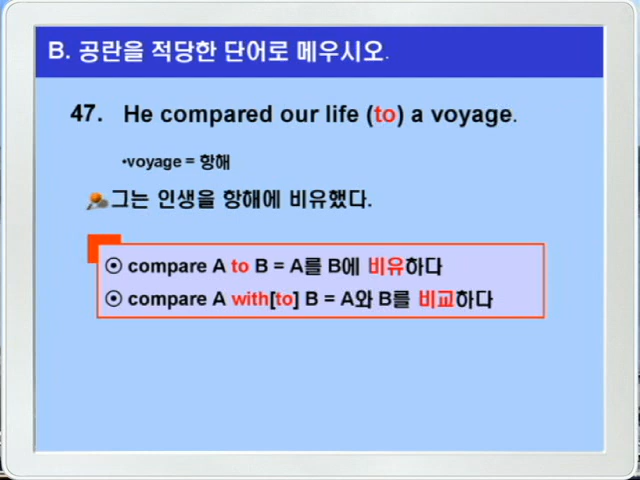 B. 공란을 적당한 단어로 메우시오.
47. He compared our life (to) a voyage.
•voyage = 항해
그는 인생을 항해에 비유했다.
⊙ compare A to B = A를 B에 비유하다
⊙ compare A with[to] B = A와 B를 비교하다